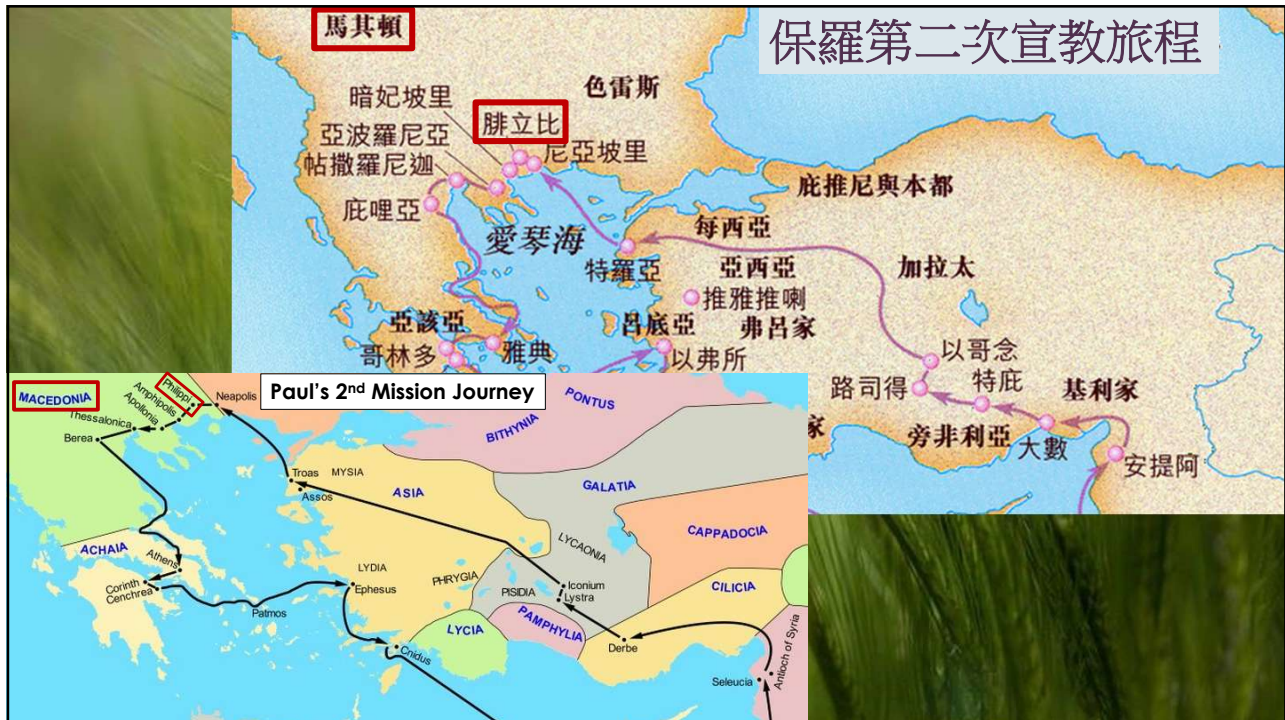 保羅第二次宣教旅程
馬其頓
色雷斯
暗妃坡里
腓立比
亞波羅尼亞
尼亞坡里
帖撒羅尼迦
庇推尼與本都
庇哩亞
每西亞
愛琴海
加拉太
特羅亞
亞西亞
推雅推喇
亞該亞
呂底亞
弗呂家
哥林多
雅典
以弗所
以哥念
特庇
路司得
基利家
家
旁非利亞
大數
安提阿
Paul's 2nd Mission Journey
MACEDONIA
Philippi
Neapolis
Amphipolis
Apollonia
Thessalonica
Berea
PONTUS
BITHYNIA
Troas
MYSIA
Assos
ASIA
GALATIA
CAPPADOCIA
LYCAONIA
ACHAIA
Athens
LYDIA
PHRYGIA
Iconium
Corinth
Ephesus
PISIDIA
Lystra
CILICIA
Cenchrea
Patmos
PAMPHYLIA
LYCIA
Derbe
Cnidus
Antioch of Syria
Seleucia